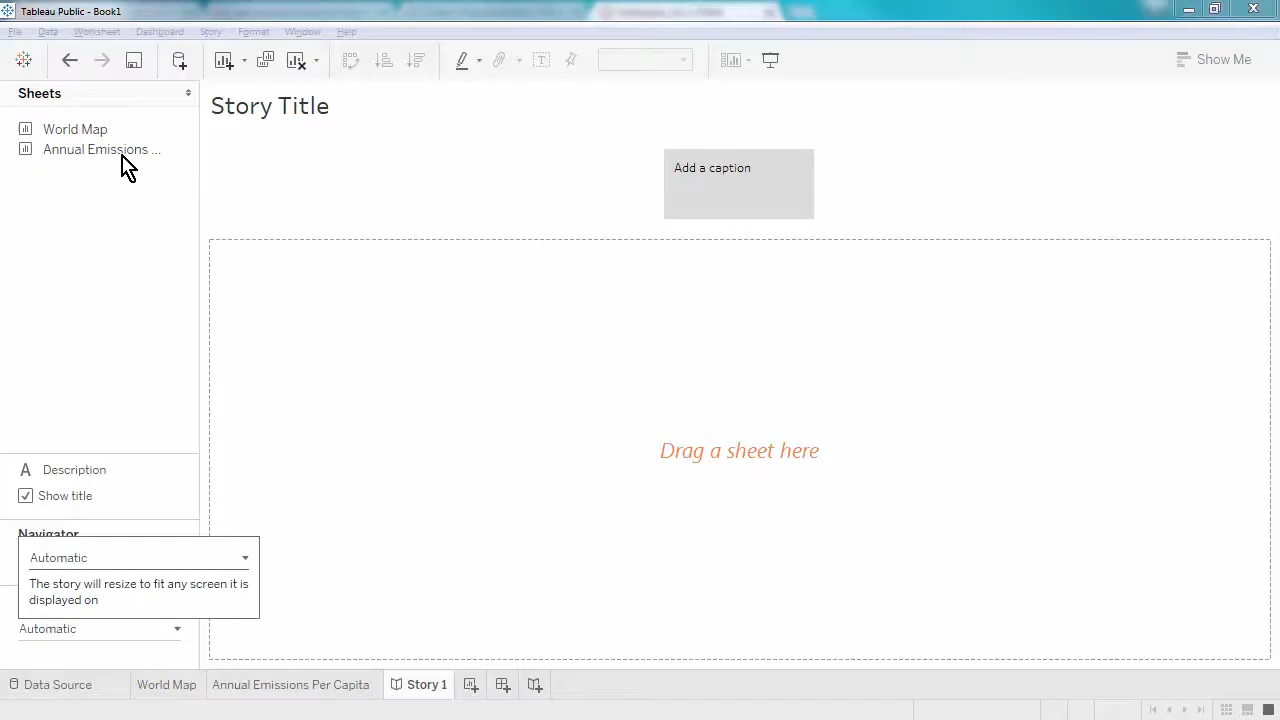 Tableau Public - Book1
File Data Worksheet Dashboard Story Format Window Help
Show Me
Sheets
World Map
Annual Emissions ...
Story Title
Add a caption
Drag a sheet here
Description
Show title
Navigator
Automatic
The story will resize to fit any screen it is
displayed on
Automatic
Data Source World Map Annual Emissions Per Capita Story 1